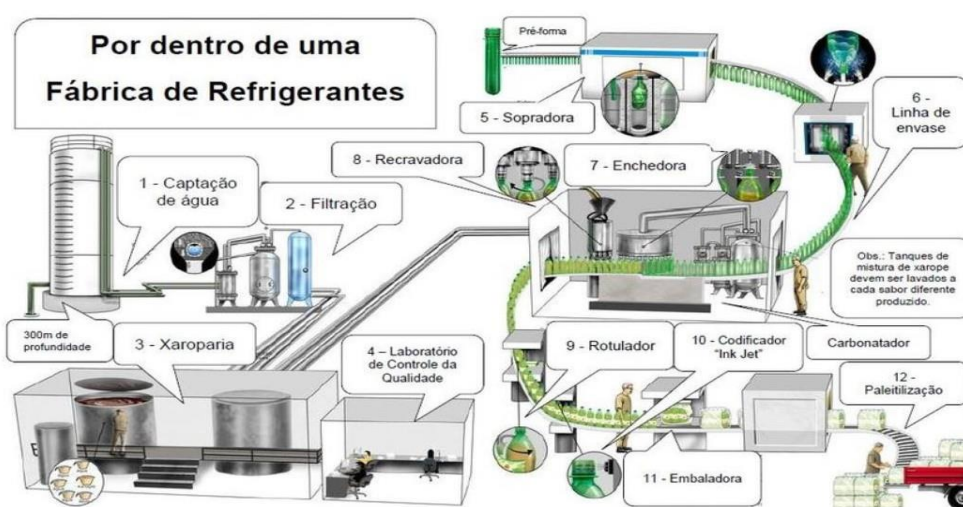 Por dentro de uma
Fábrica de Refrigerantes
1 - Captação
de água
2 - Filtração
300m de
profundidade
3 - Xaroparia
4 – Laboratório
de Controle da
Qualidade
Pré-forma
5 - Sopradora
6 -
Linha de
envase
7 - Enchedora
8 - Recravadora
Obs.: Tanques de
mistura de xarope
devem ser lavados a
cada sabor diferente
produzido.
Carbonatador
9 - Rotulador
10 - Codificador
“Ink Jet”
11 - Embaladora
12 -
Paleitilização